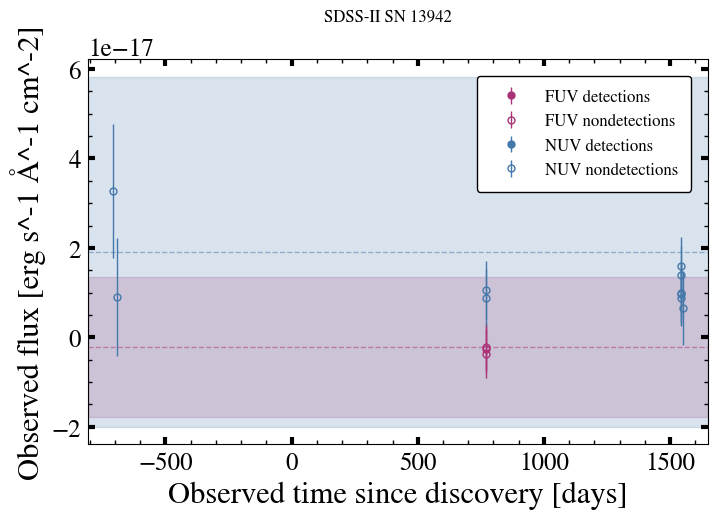 SDSS-II SN 13942
1e−17
Observed flux [erg s^-1 Å^-1 cm^-2]
6
4
2
0
−2
FUV detections
FUV nondetections
NUV detections
NUV nondetections
−500 0 500 1000 1500
Observed time since discovery [days]